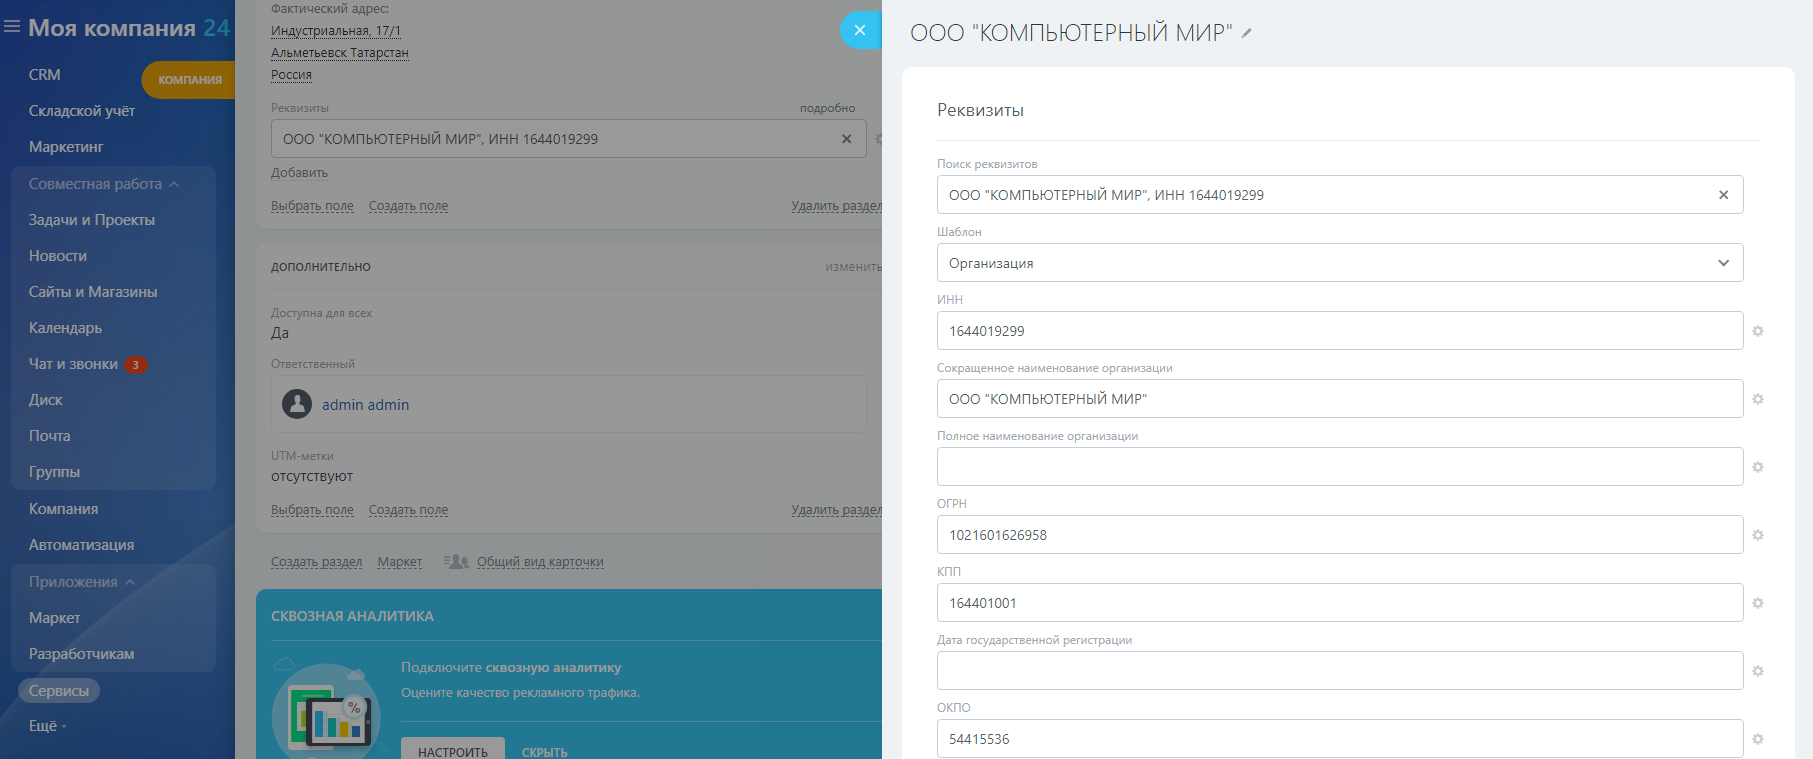 Моя компания 24
CRM
КОМПАНИЯ
Складской учёт
Маркетинг
Совместная работа
Задачи и Проекты
Новости
Сайты и Магазины
Календарь
Чат и звонки 3
Диск
Почта
Группы
Компания
Автоматизация
Приложения
Маркет
Разработчикам
Сервисы
Ещё
Фактический адрес:
Индустриальная, 17/1
Альметьевск Татарстан
Россия
Реквизиты подробно
ООО "КОМПЬЮТЕРНЫЙ МИР", ИНН 1644019299
Добавить
Выбрать поле Создать поле Удалить раздел
ДОПОЛНИТЕЛЬНО изменить
Доступна для всех
Да
Ответственный
admin admin
UTM-метки
отсутствуют
Выбрать поле Создать поле Удалить раздел
Создать раздел Маркет Общий вид карточки
СКВОЗНАЯ АНАЛИТИКА
Подключите сквозную аналитику
Оцените качество рекламного трафика.
%
НАСТРОИТЬ СКРЫТЬ
ООО "КОМПЬЮТЕРНЫЙ МИР"
Реквизиты
Поиск реквизитов
ООО "КОМПЬЮТЕРНЫЙ МИР", ИНН 1644019299
Шаблон
Организация
ИНН
1644019299
Сокращенное наименование организации
ООО "КОМПЬЮТЕРНЫЙ МИР"
Полное наименование организации
ОГРН
1021601626958
КПП
164401001
Дата государственной регистрации
ОКПО
54415536